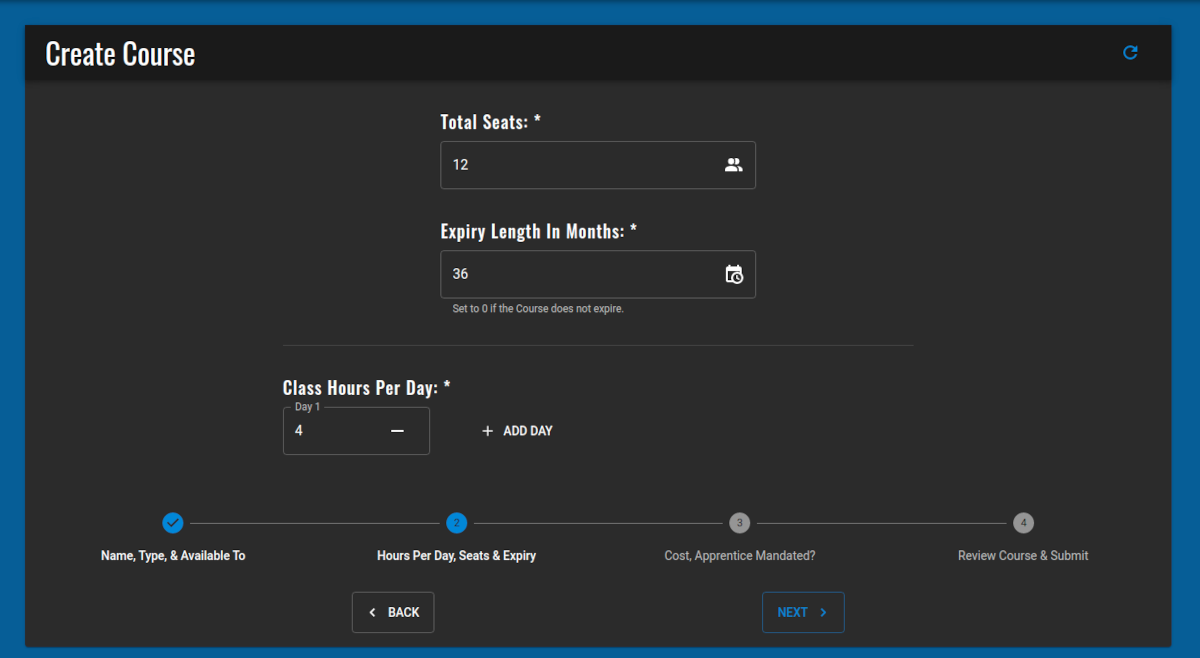 Create Course
Total Seats: *
12
Expiry Length In Months: *
36
Set to 0 if the Course does not expire.
Class Hours Per Day: *
Day 1
4
ADD DAY
2
3
4
Name, Type, & Available To
Hours Per Day, Seats & Expiry
Cost, Apprentice Mandated?
Review Course & Submit
BACK
NEXT